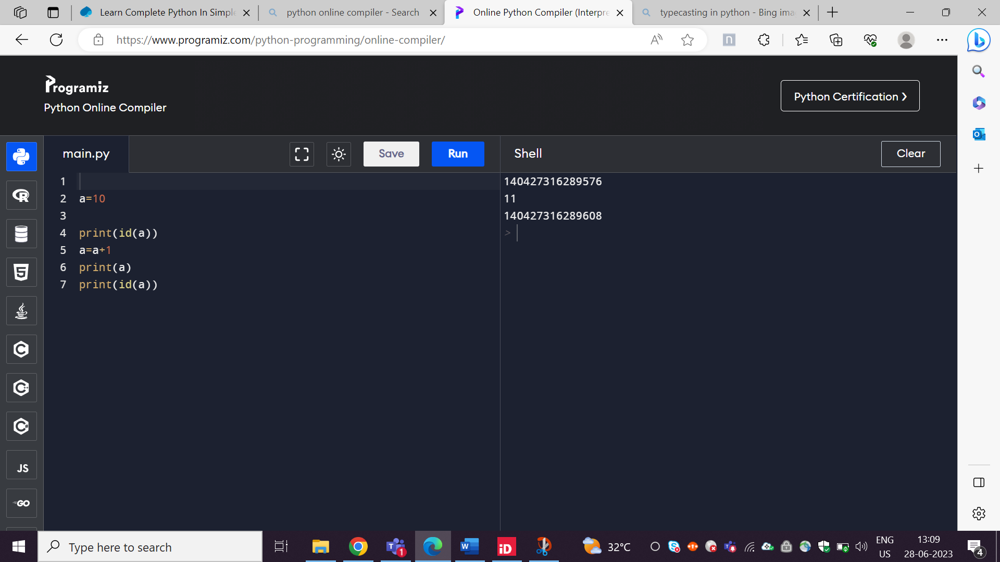 Learn Complete Python In Simple
python online compiler - Search
Online Python Compiler (Interpre
typecasting in python - Bing ima
https://www.programiz.com/python-programming/online-compiler/
Programiz
Python Online Compiler
Python Certification ❯
main.py
Save
Run
Shell
Clear
1
2 a=10
3
4 print(id(a))
5 a=a+1
6 print(a)
7 print(id(a))
140427316289576
11
140427316289608
>
JS
GO
Type here to search
1
iD
32°C
ENG
US
13:09
28-06-2023
4